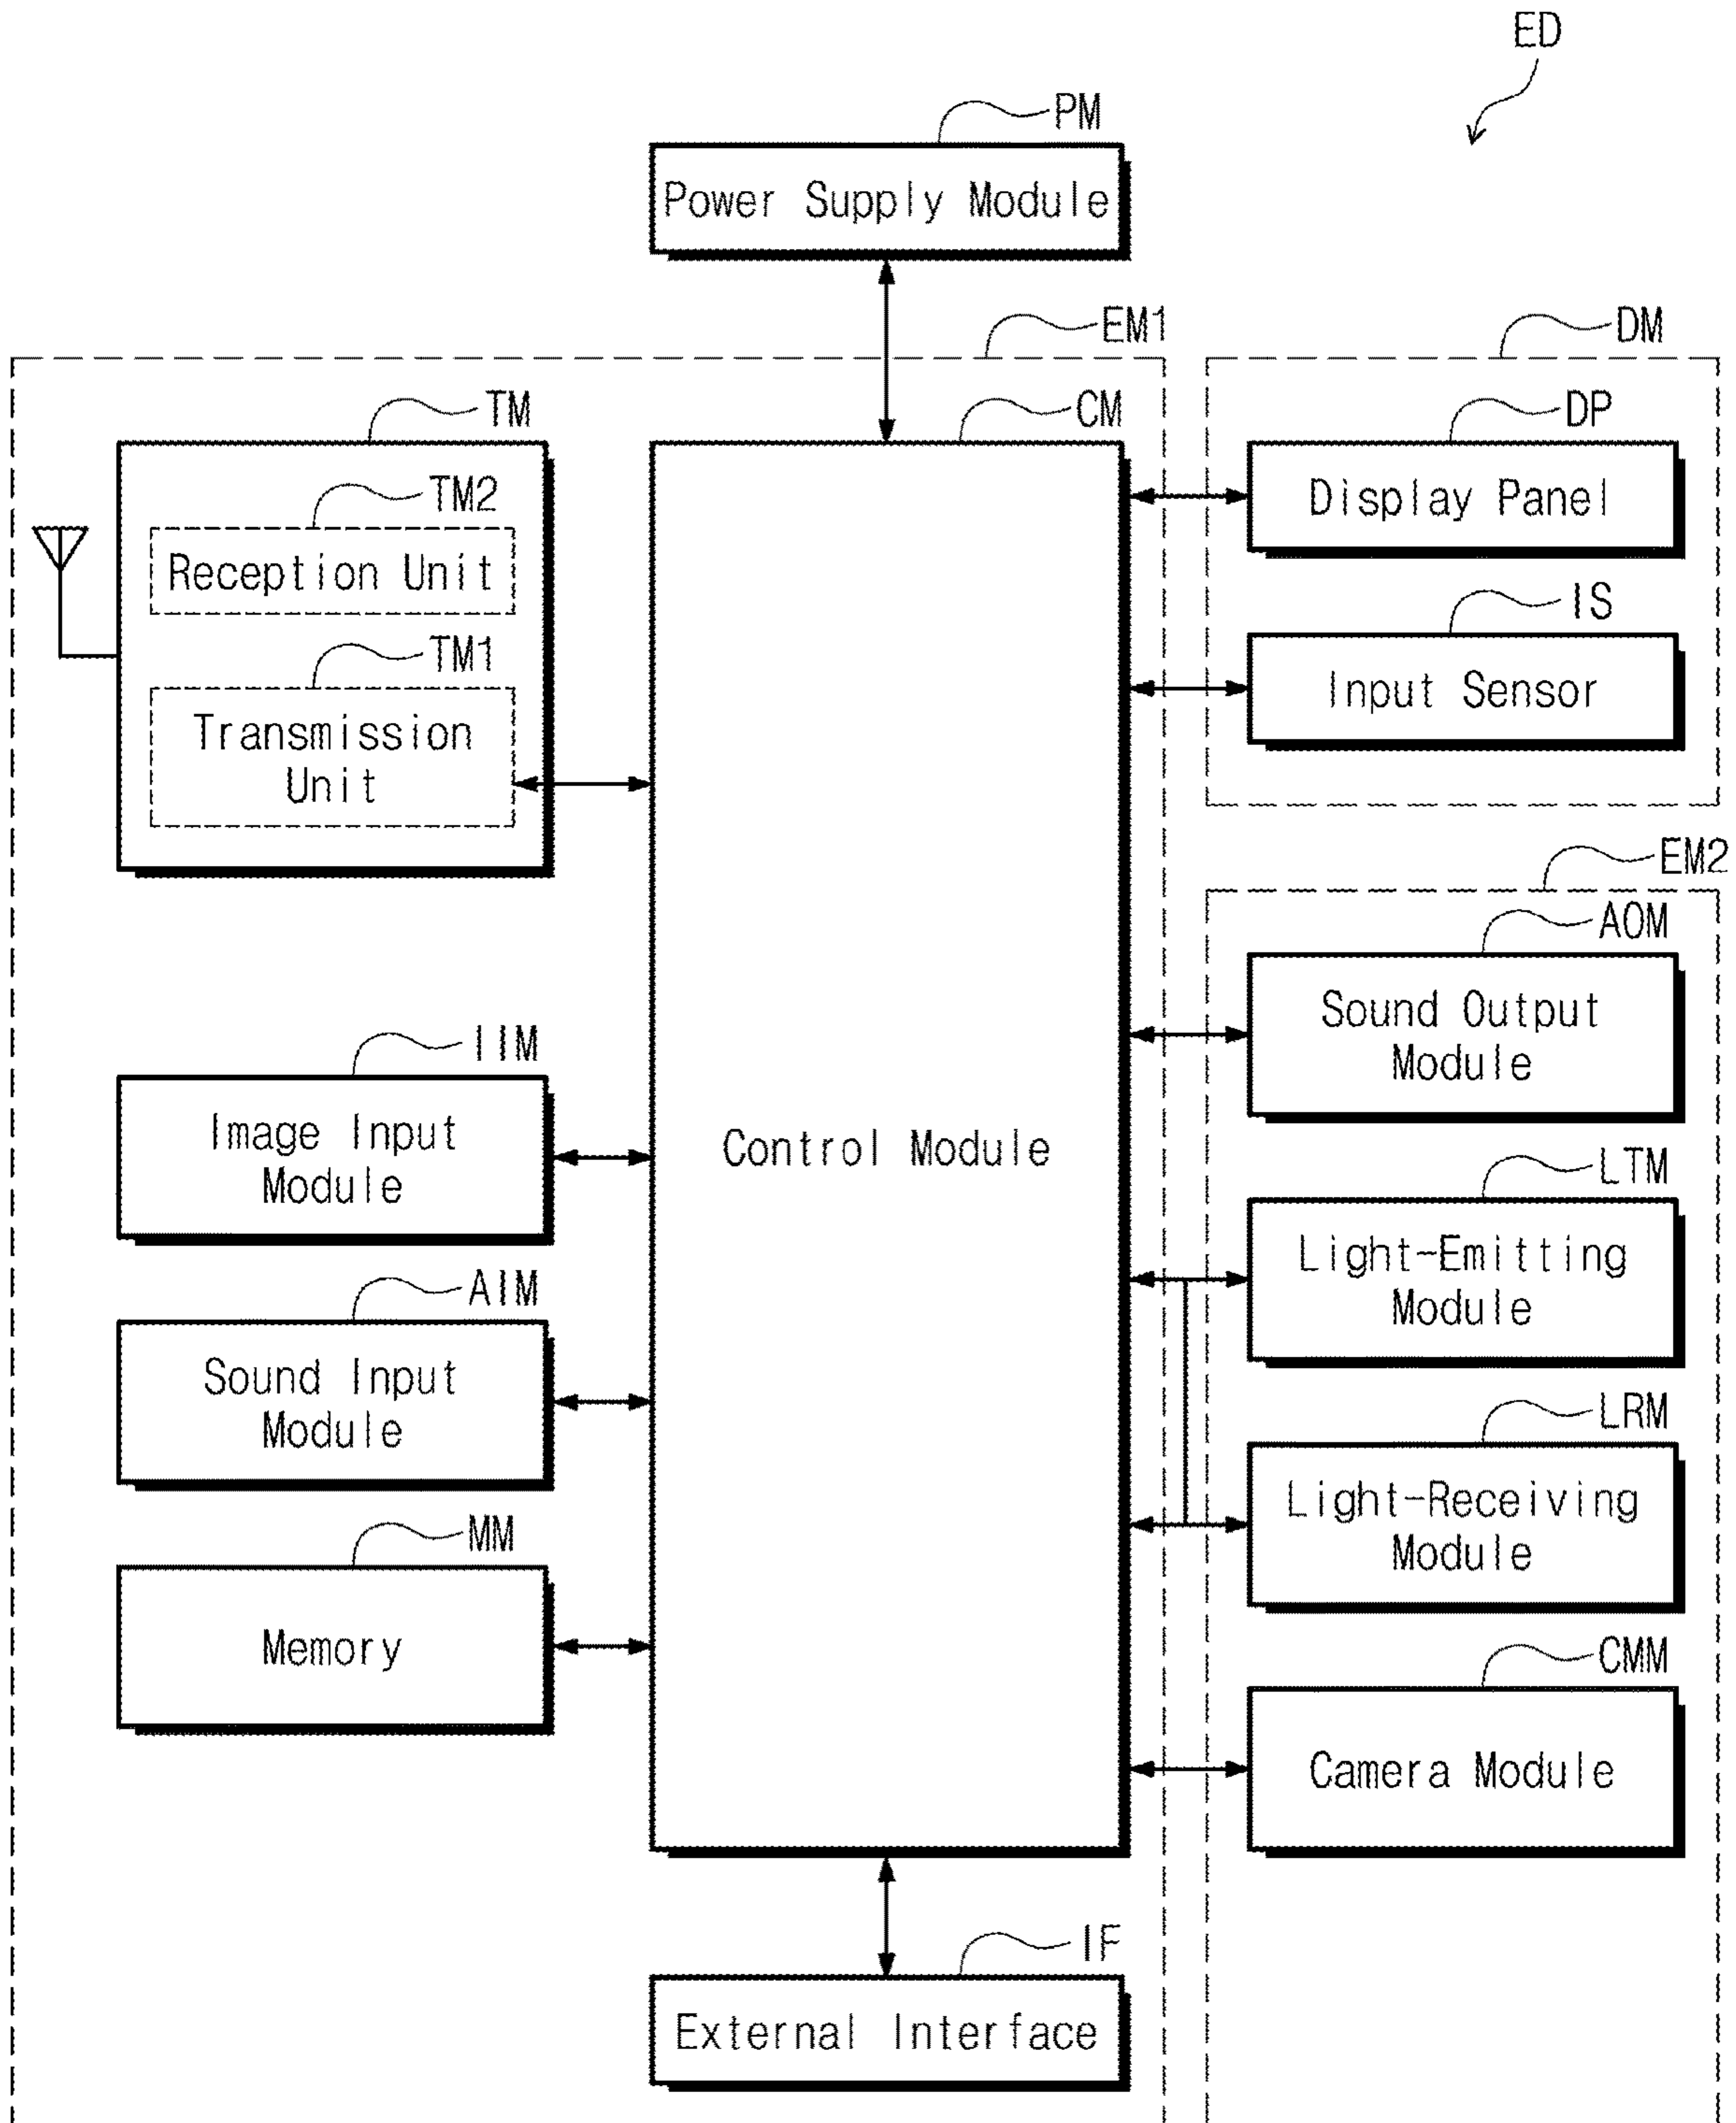 ED
PM
Power Supply Module
EM1
DM
TM
CM
DP
TM2
Display Panel
Reception Unit
IS
TM1
Input Sensor
Transmission
Unit
EM2
AOM
Sound Output
Module
IIM
Image Input
Module
Control Module
LTM
Light-Emitting
Module
AIM
Sound Input
Module
LRM
Light-Receiving
Module
MM
Memory
CMM
Camera Module
IF
External Interface